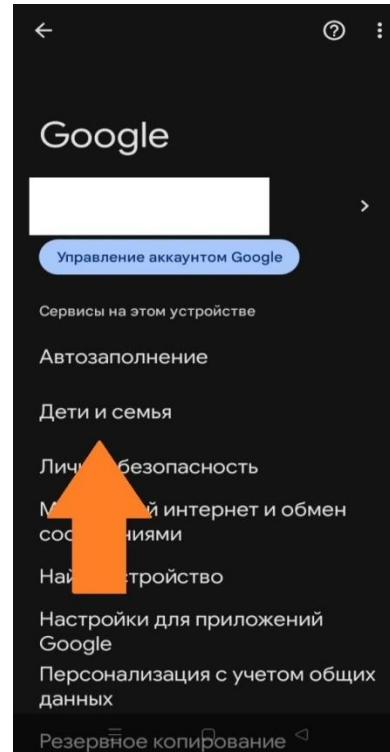 Google
Управление аккаунтом Google
Сервисы на этом устройстве
Автозаполнение
Дети и семья
безопасность
интернет и обмен
Настройки для приложений
Google
Персонализация с учетом общих
данных
Резервное копирование